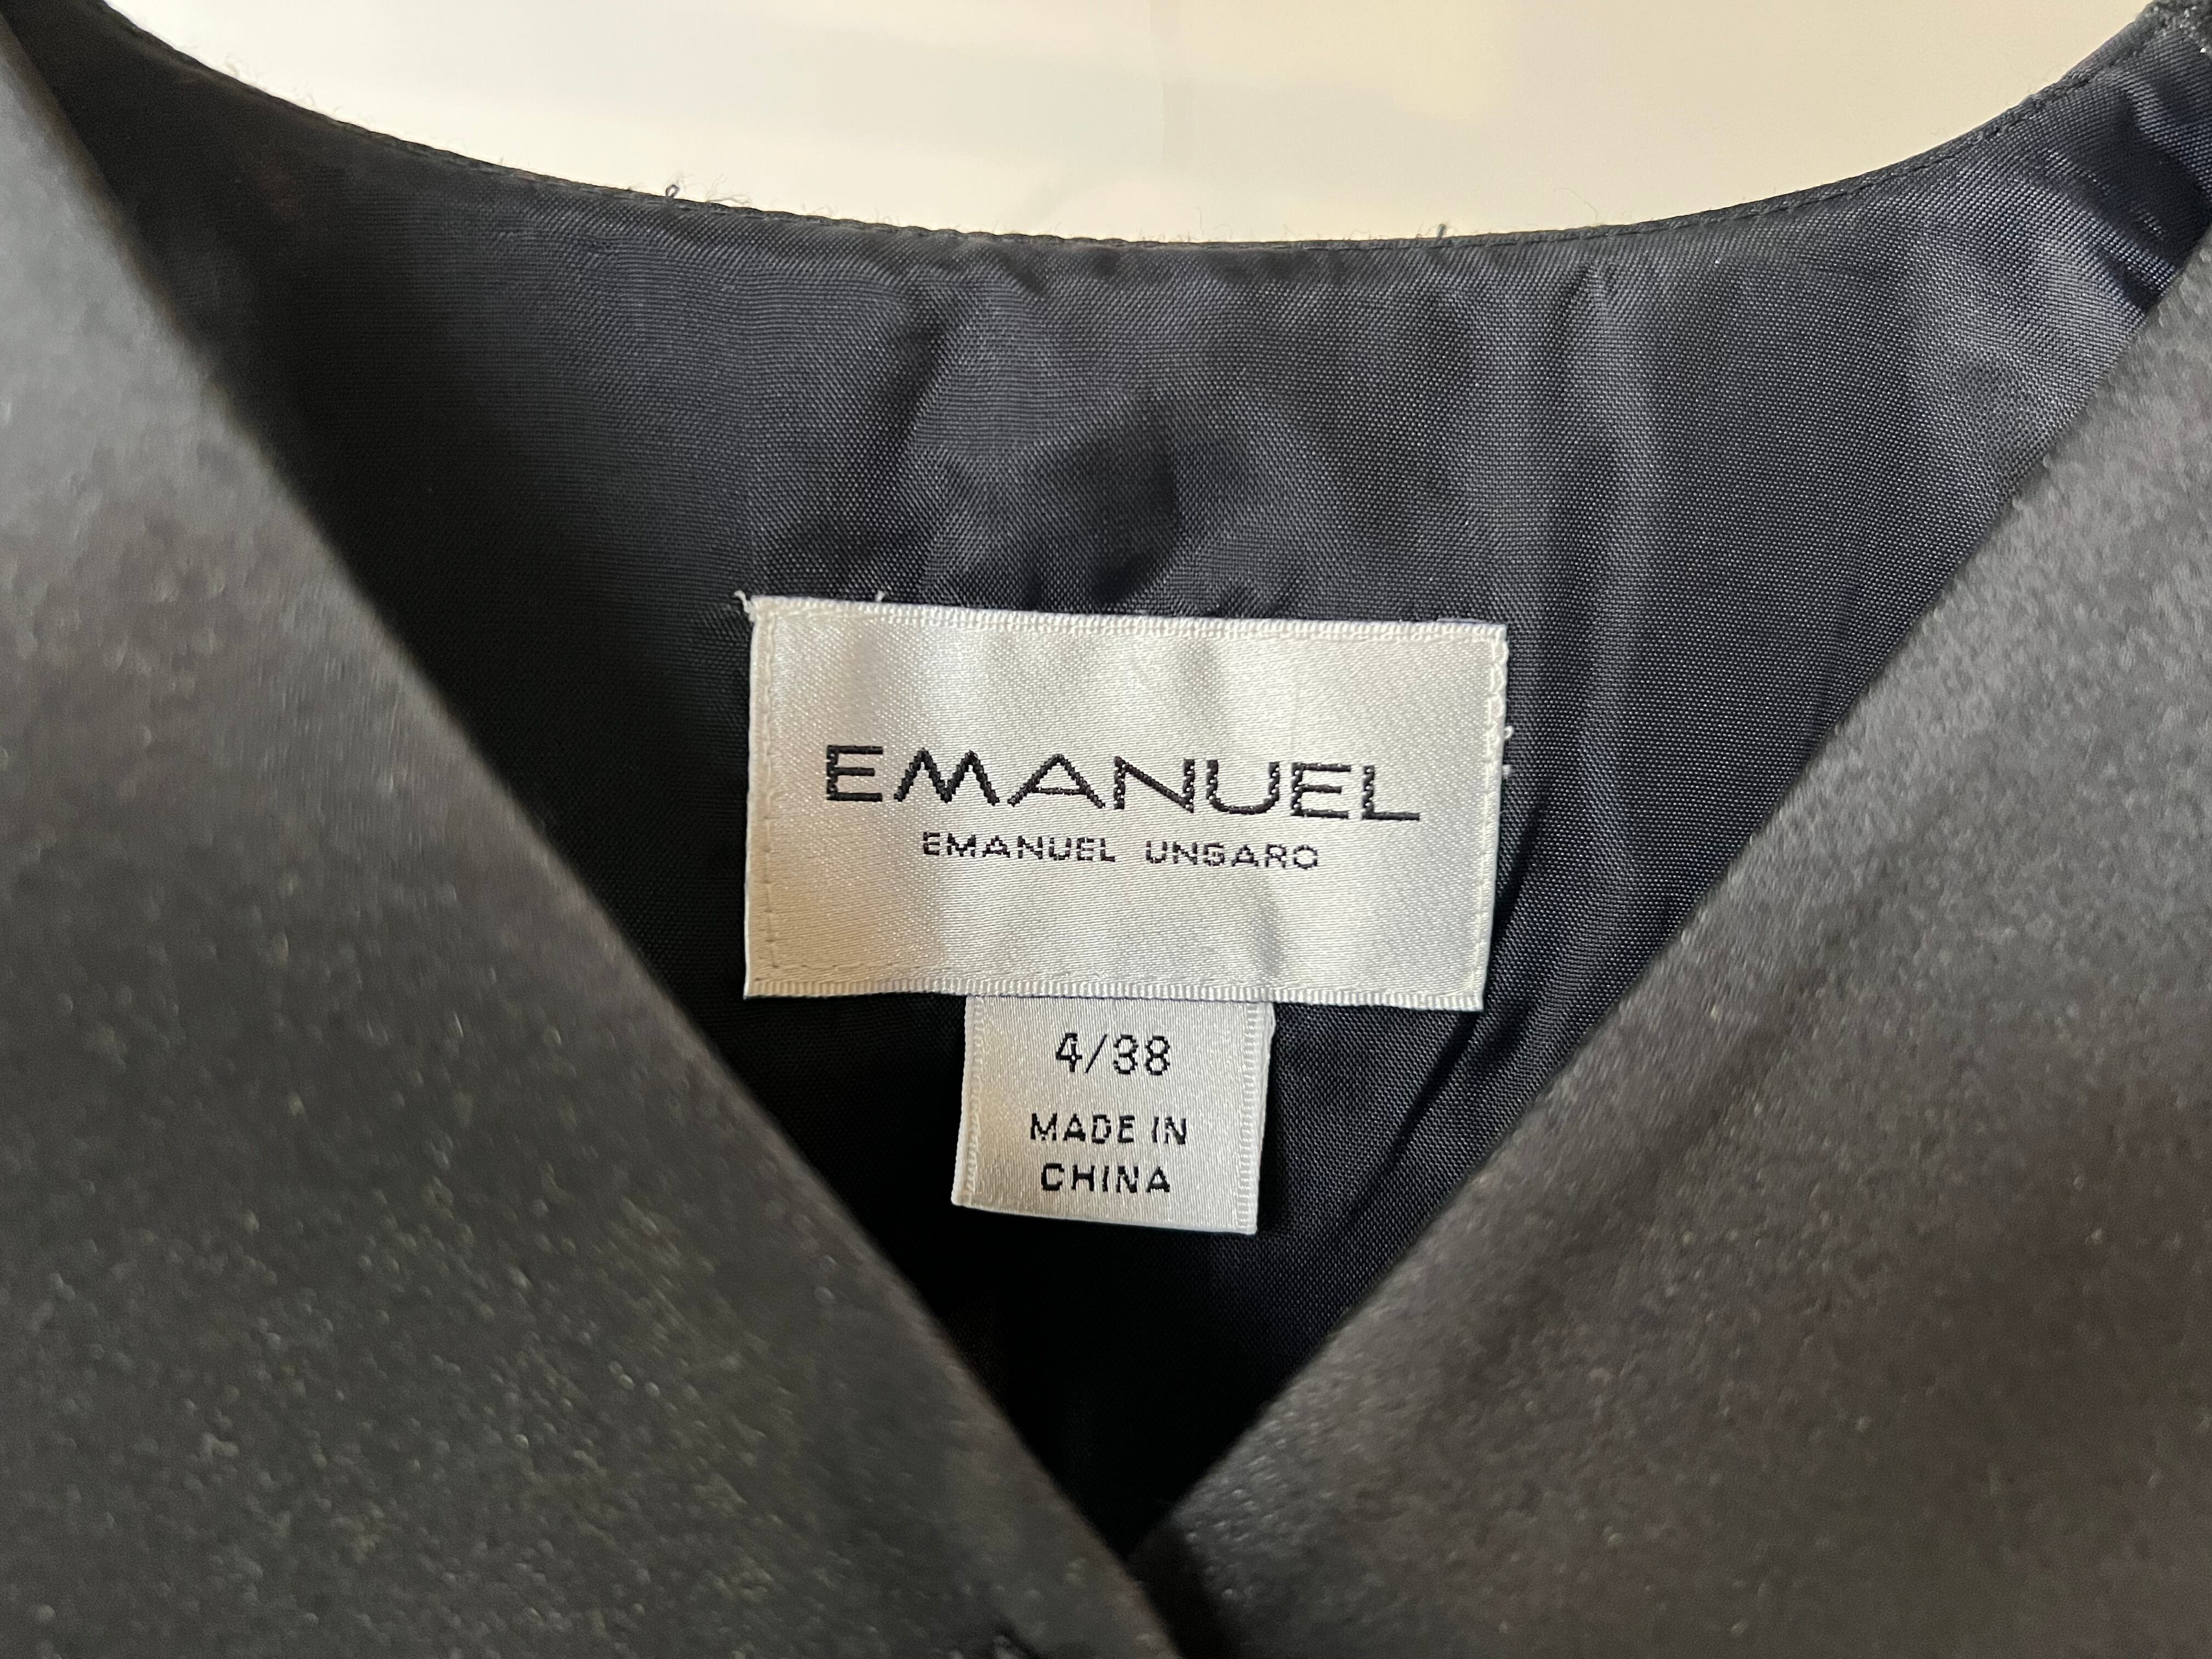 EMANUEL
EMANUEL UNGARO
4/38
MADE IN
CHINA